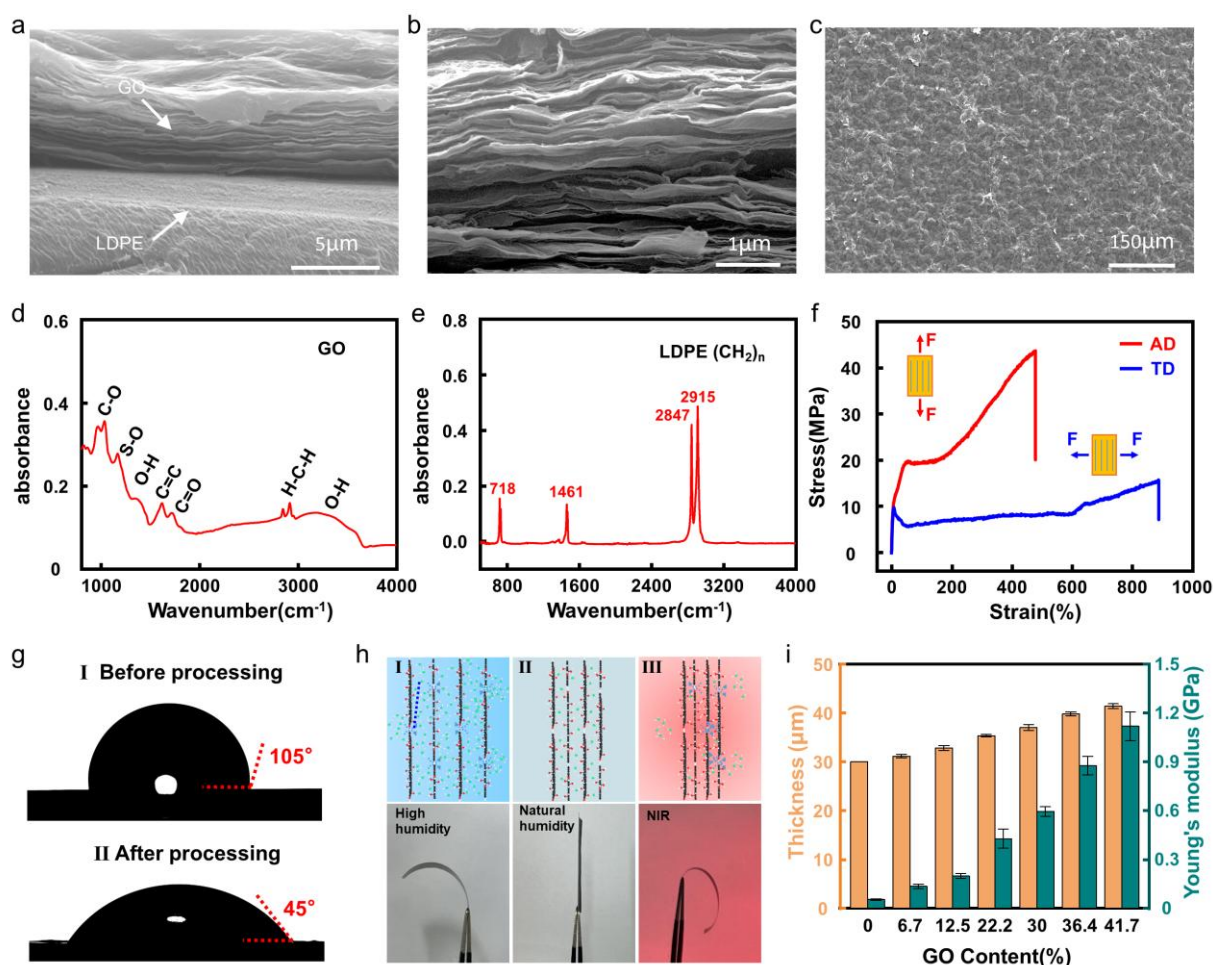 a
GO
LDPE
5μm
b
1μm
c
150μm
d
0.6
0.4
0.2
0
absorbance
GO
C-O
S-O
O-H
C=C
C=O
H-C-H
O-H
1000
2000
3000
4000
Wavenumber(cm⁻¹)
e
0.8
0.6
0.4
0.2
0.0
absorbance
LDPE (CH₂)n
718
1461
2847
2915
800
1600
2400
3200
4000
Wavenumber(cm⁻¹)
f
50
40
30
20
10
0
Stress(MPa)
F
F
AD
TD
F
F
0
200
400
600
800
1000
Strain(%)
g
I Before processing
105°
II After processing
45°
h
I
II
III
High
humidity
Natural
humidity
NIR
i
50
40
30
20
10
0
Thickness (μm)
1.5
1.2
0.9
0.6
0.3
0
Young's modulus (GPa)
0
6.7
12.5
22.2
30
36.4
41.7
GO Content(%)